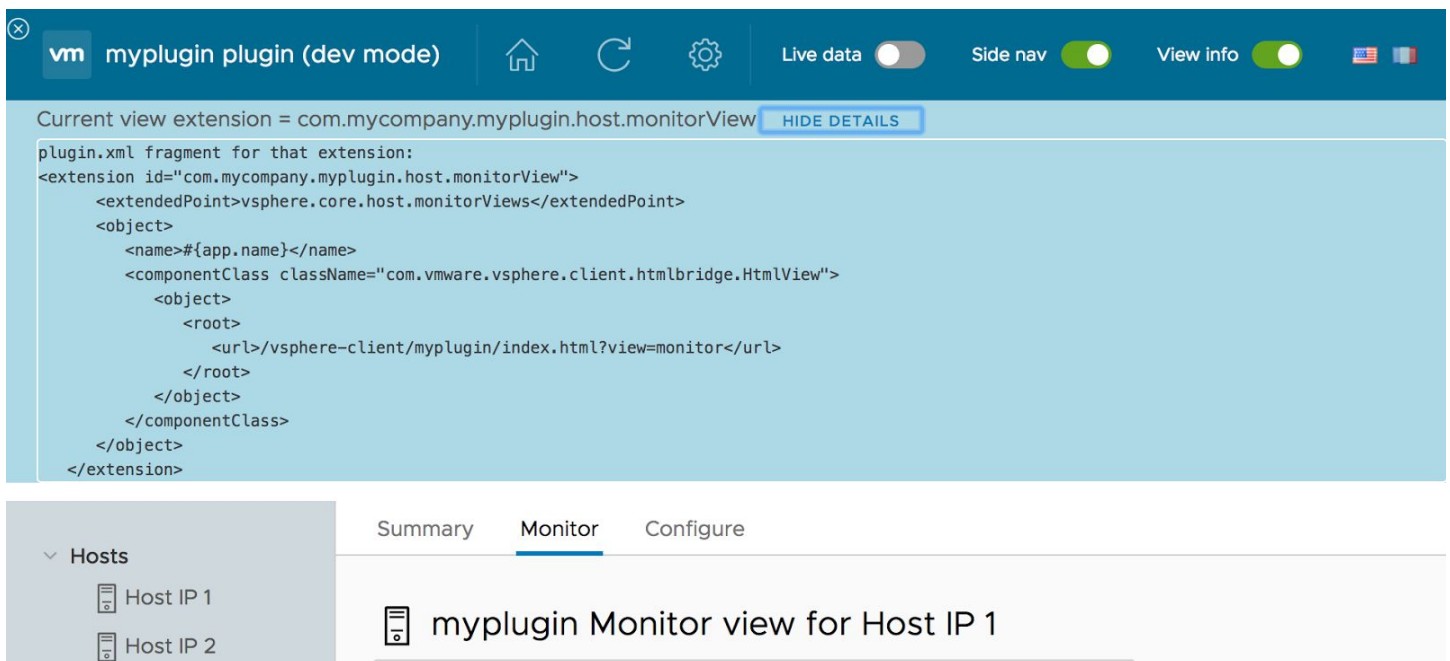 vm myplugin plugin (dev mode) Live data Side nav View info
Current view extension = com.mycompany.myplugin.host.monitorView HIDE DETAILS
plugin.xml fragment for that extension:
<extension id="com.mycompany.myplugin.host.monitorView">
<extendedPoint>vsphere.core.host.monitorViews</extendedPoint>
<object>
<name>#{app.name}</name>
<componentClass className="com.vmware.vsphere.client.htmlbridge.HtmlView">
<object>
<root>
<url>/vsphere-client/myplugin/index.html?view=monitor</url>
</root>
</object>
</componentClass>
</object>
</extension>
Summary Monitor Configure
Hosts
Host IP 1
myplugin Monitor view for Host IP 1
Host IP 2